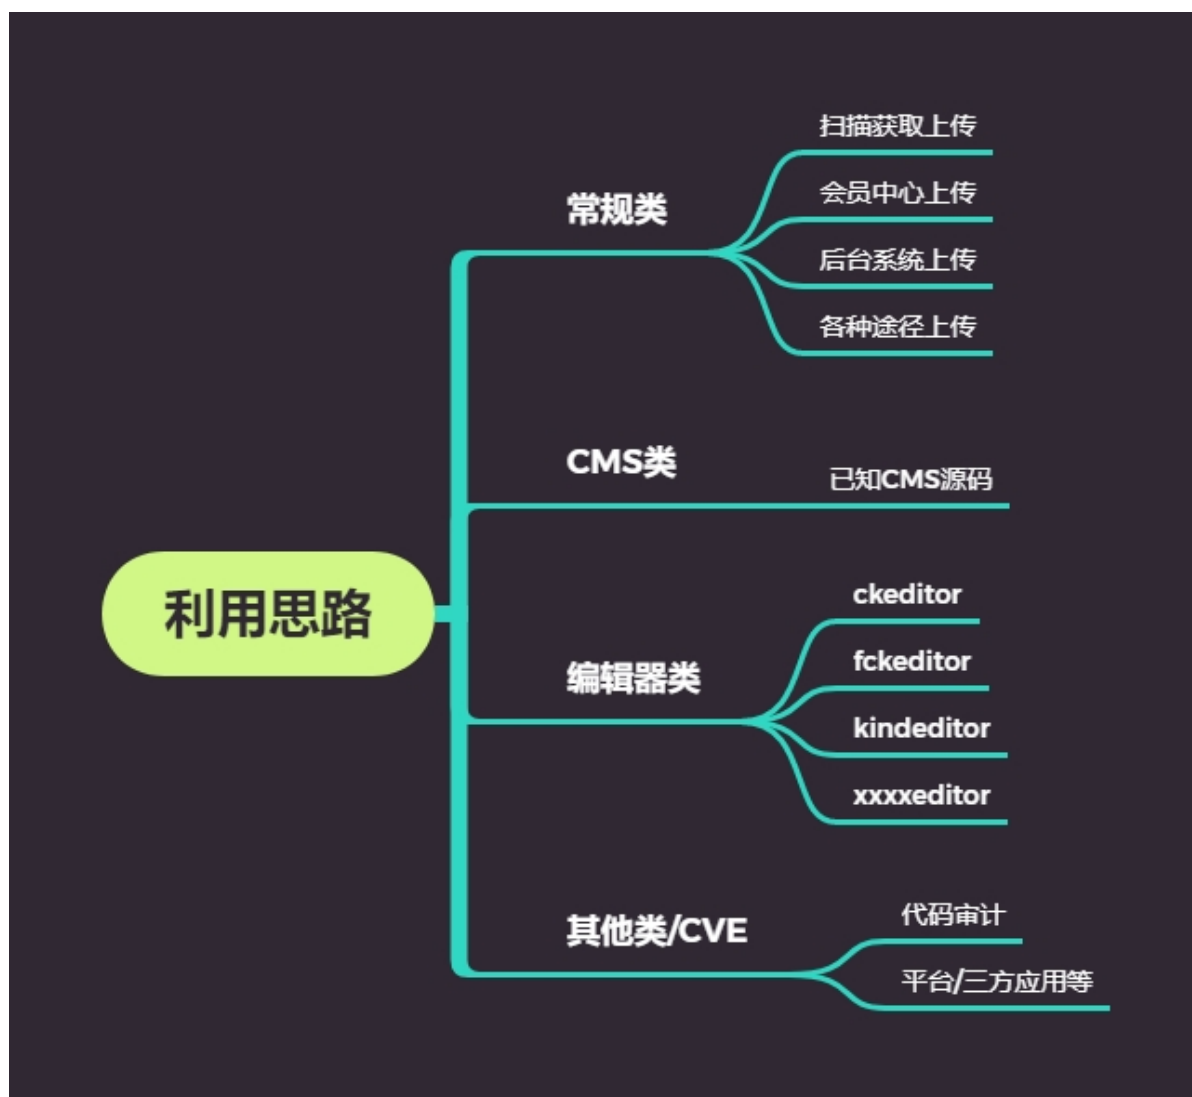 利用思路
常规类
扫描获取上传
会员中心上传
后台系统上传
各种途径上传
CMS类
已知CMS源码
编辑器类
ckeditor
fckeditor
kindeditor
xxxxeditor
其他类/CVE
代码审计
平台/三方应用等